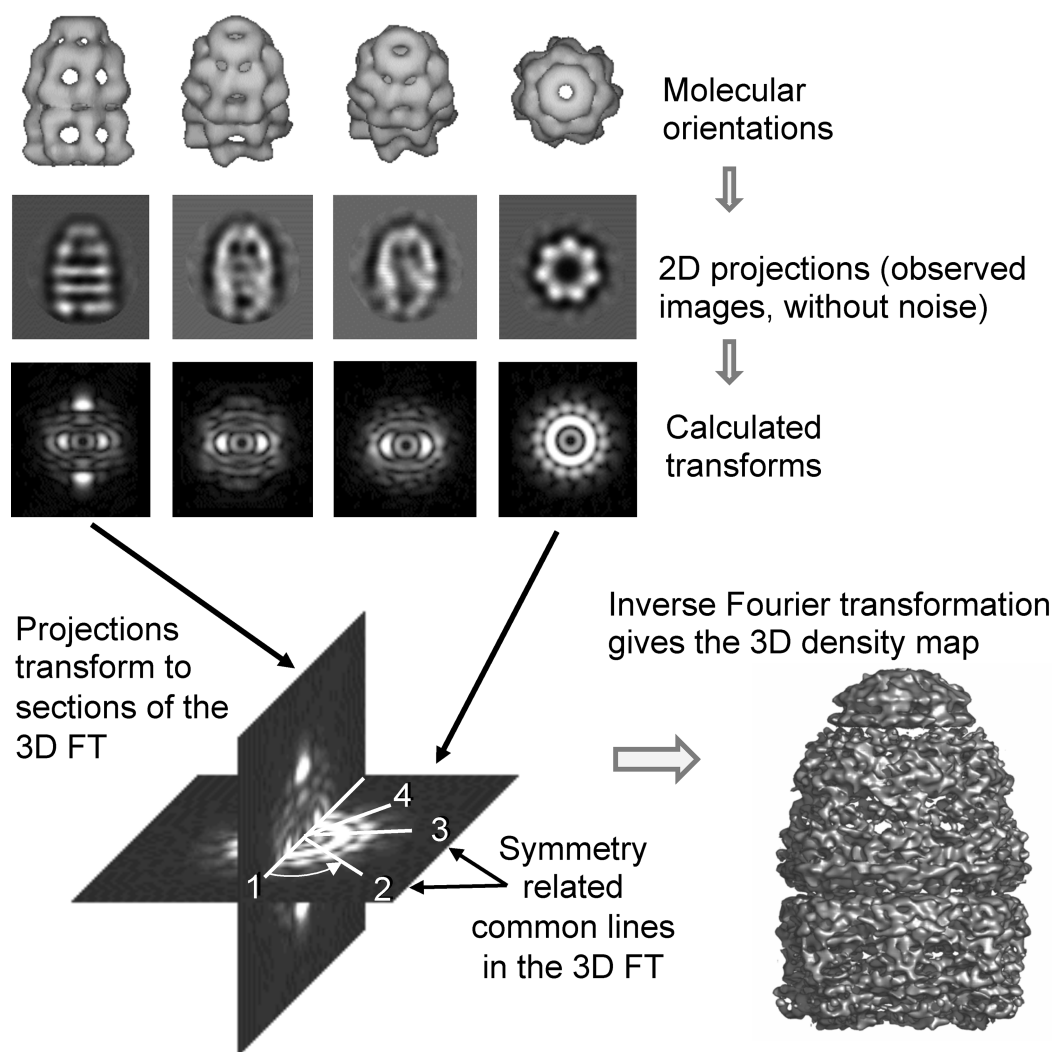 Molecular
orientations
2D projections (observed
images, without noise)
Calculated
transforms
Projections
transform to
sections of the
3D FT
Inverse Fourier transformation
gives the 3D density map
1
2
3
4
Symmetry
related
common lines
in the 3D FT